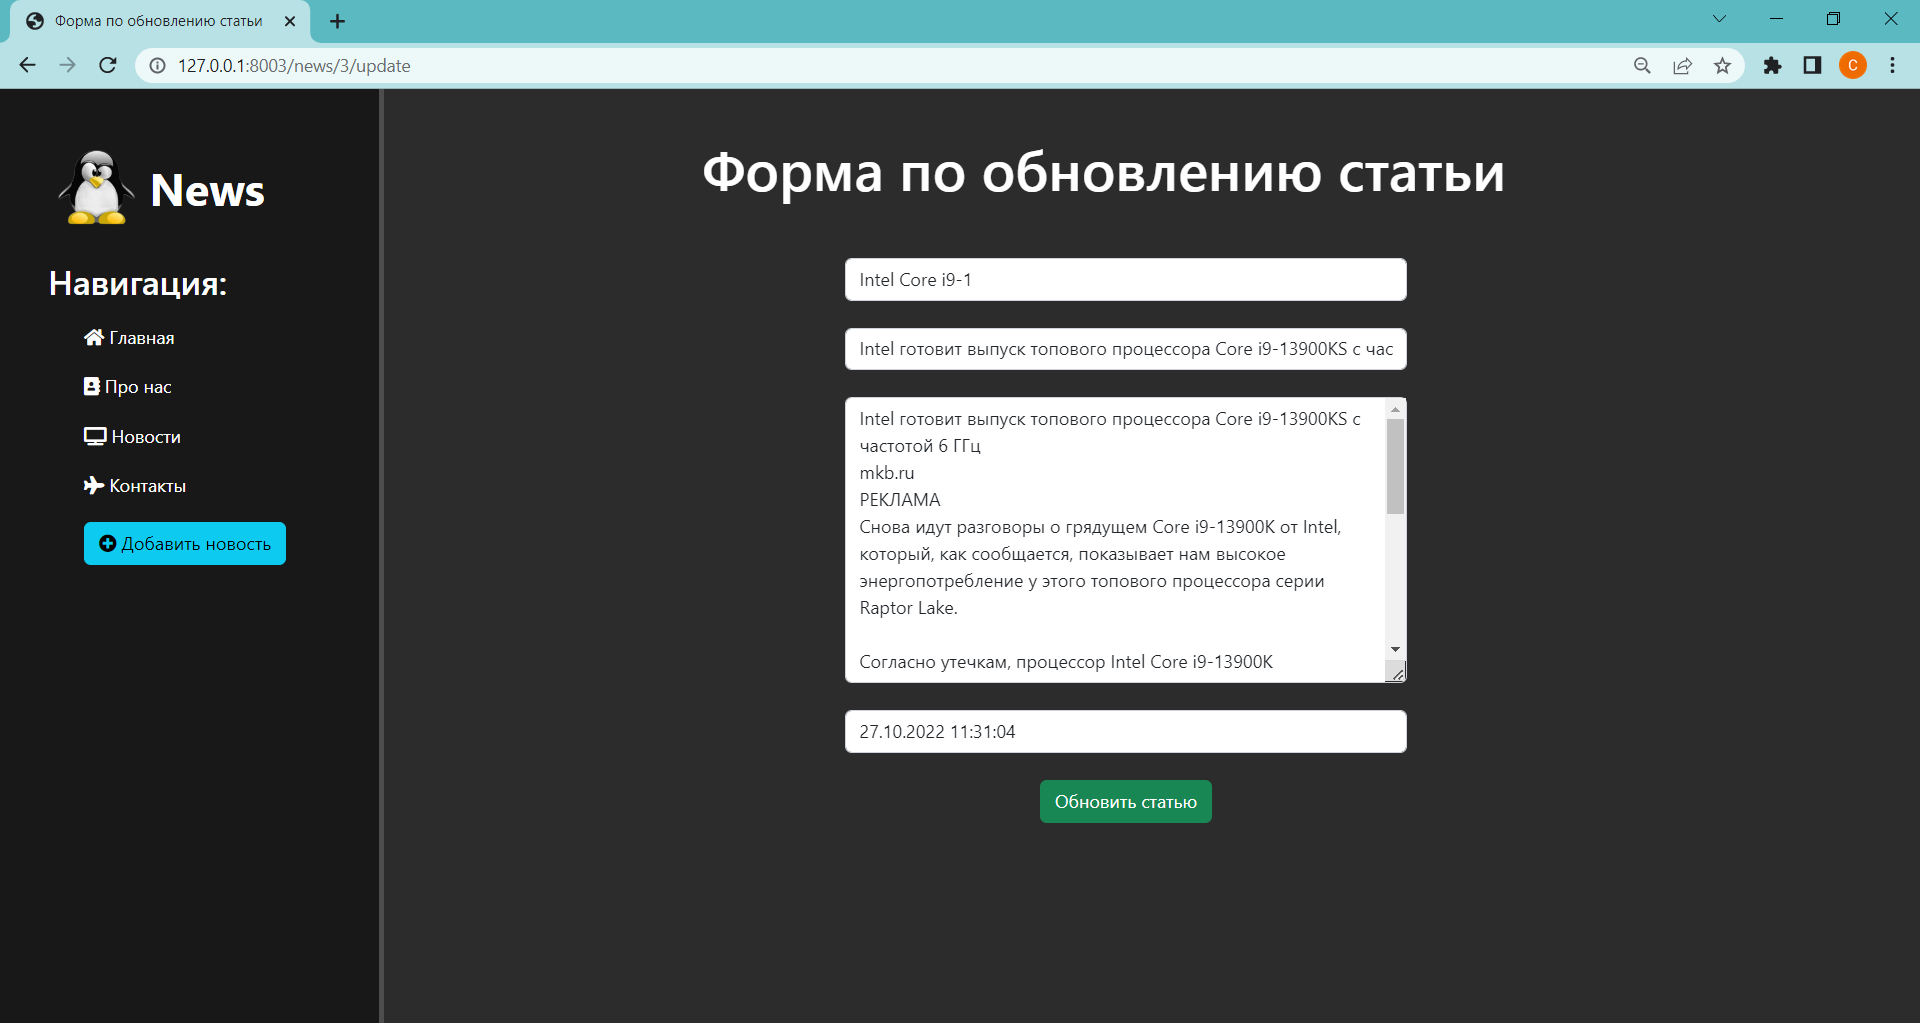 Форма по обновлению статьи
127.0.0.1:8003/news/3/update
C
News
Навигация:
Главная
Про нас
Новости
Контакты
Добавить новость
Форма по обновлению статьи
Intel Core i9-1
Intel готовит выпуск топового процессора Core i9-13900KS с час
Intel готовит выпуск топового процессора Core i9-13900KS с
частотой 6 ГГц
mkb.ru
РЕКЛАМА
Снова идут разговоры о грядущем Core i9-13900K от Intel,
который, как сообщается, показывает нам высокое
энергопотребление у этого топового процессора серии
Raptor Lake.
Согласно утечкам, процессор Intel Core i9-13900K
27.10.2022 11:31:04
Обновить статью